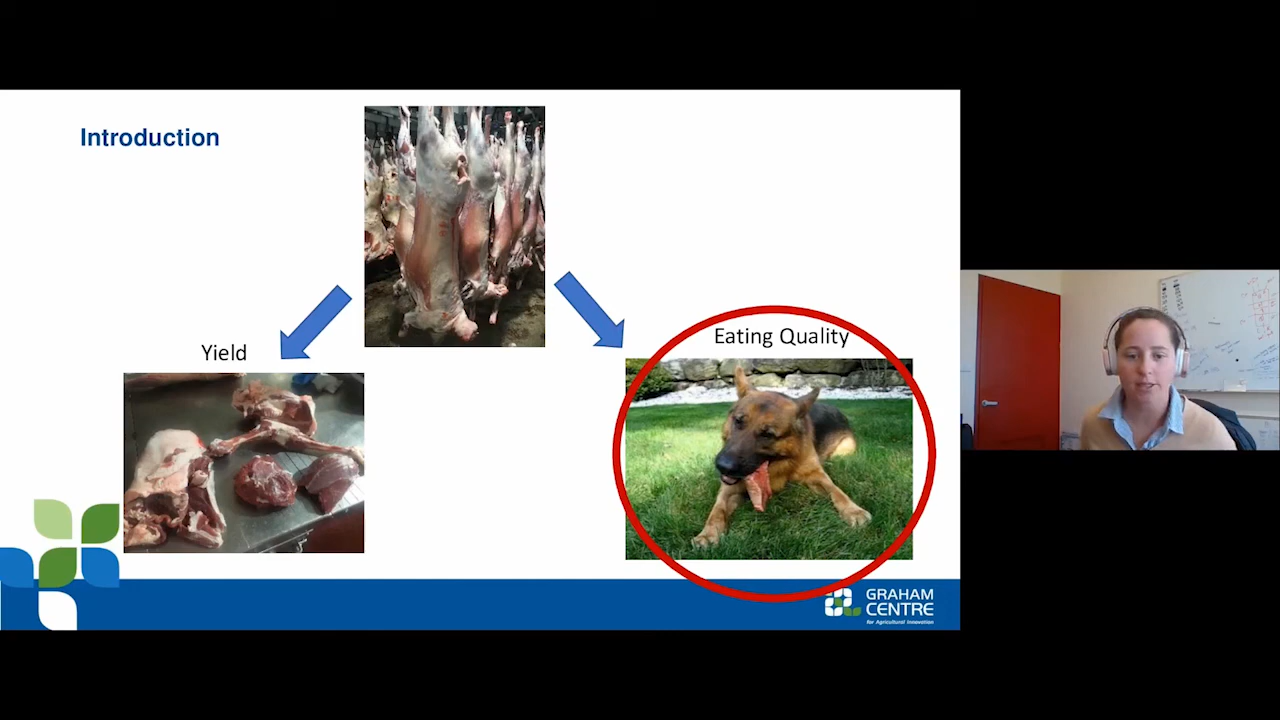 Introduction
Yield
Eating Quality
GRAHAM
CENTRE
for Agricultural Innovation